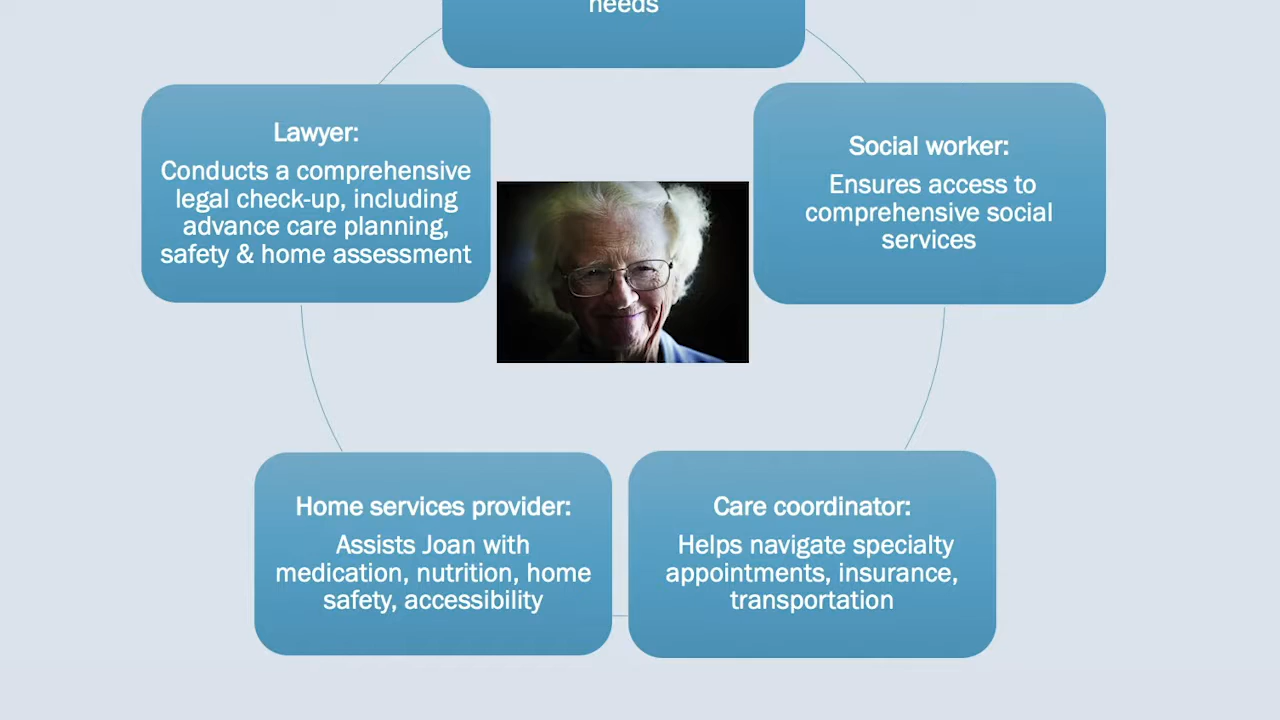 needs
Lawyer:
Conducts a comprehensive
legal check-up, including
advance care planning,
safety & home assessment
Social worker:
Ensures access to
comprehensive social
services
Home services provider:
Assists Joan with
medication, nutrition, home
safety, accessibility
Care coordinator:
Helps navigate specialty
appointments, insurance,
transportation